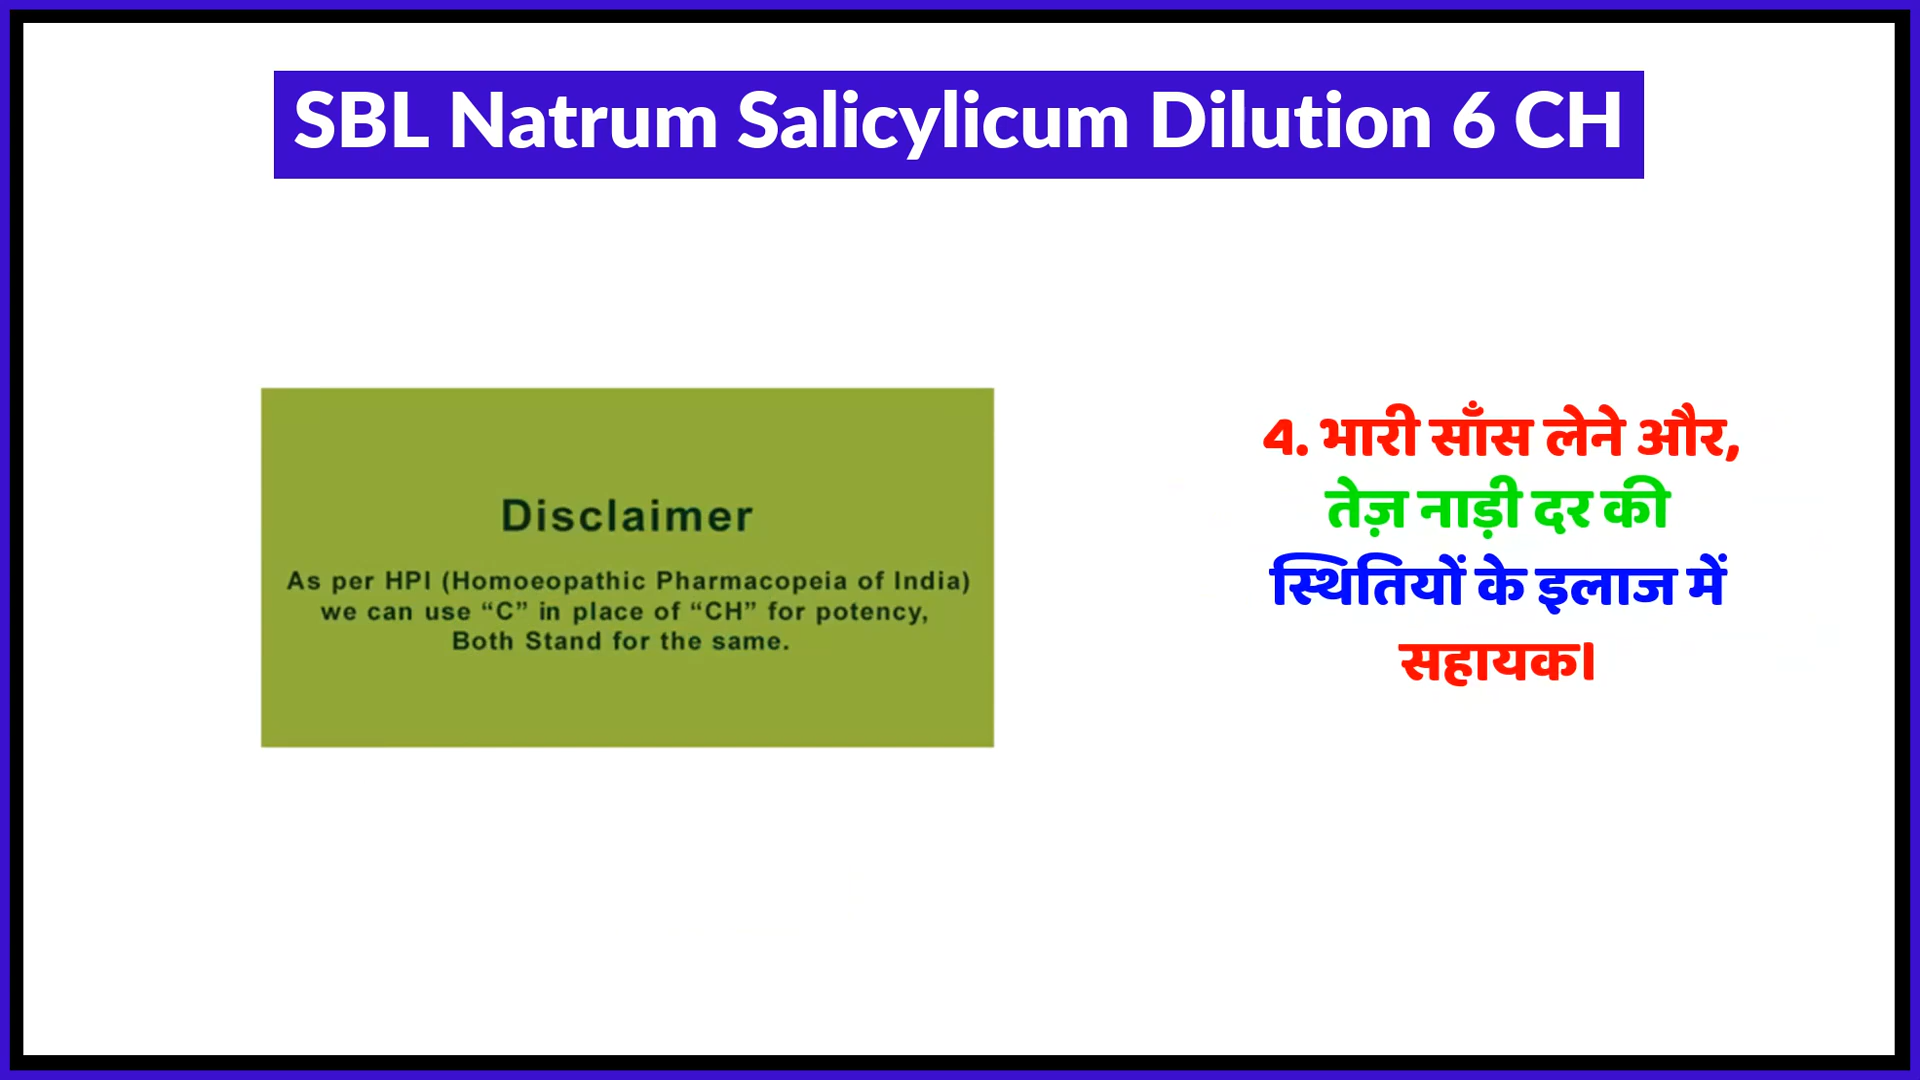 SBL Natrum Salicylicum Dilution 6 CH
Disclaimer
As per HPI (Homoeopathic Pharmacopeia of India)
we can use “C” in place of “CH” for potency,
Both Stand for the same.
4. भारी साँस लेने और,
तेज़ नाड़ी दर की
स्थितियों के इलाज में
सहायक।